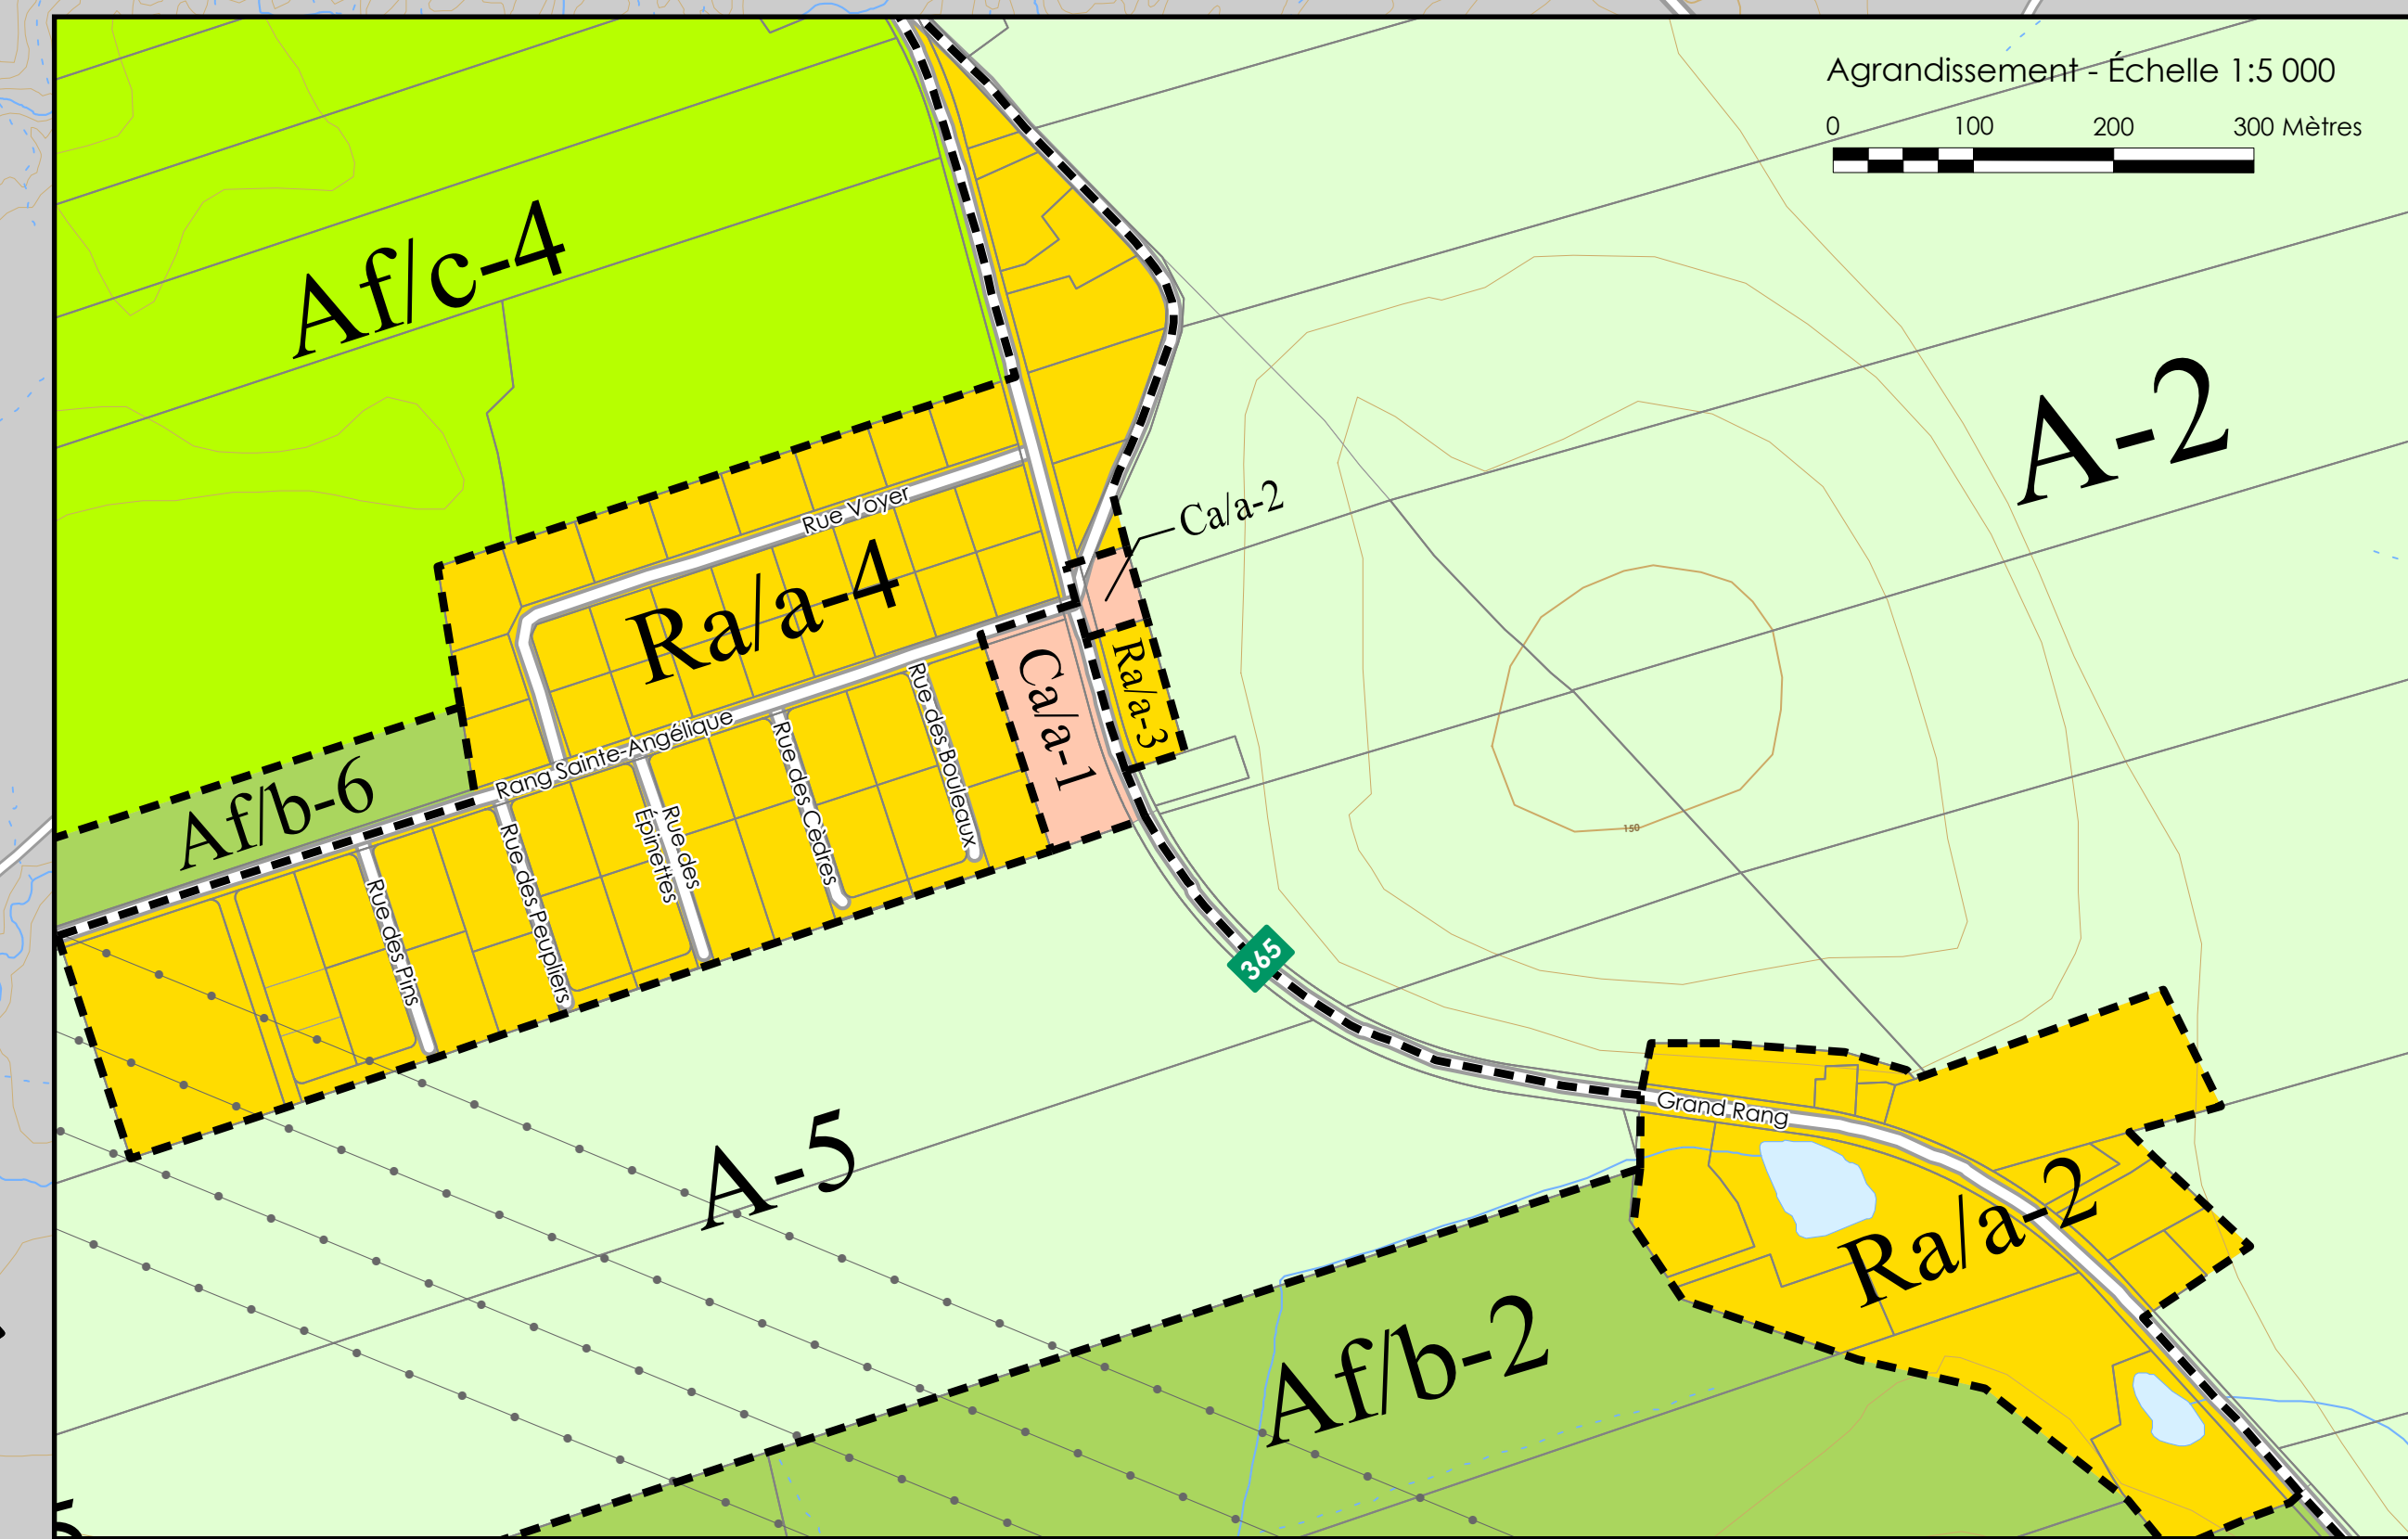 Agrandissement - Échelle 1:5 000
0 100 200 300 Mètres
Af/c-4
A-2
Rue Voyer
Ca/a-2
Ra/a-4
Ra/a-3
Ca/a-1
Rue des Bouleaux
Rang Sainte-Angélique
Rue des Cèdres
Af/b-6
Rue des
Épinettes
Rue des Peupliers
Rue des Pins
150
365
Grand Rang
A-5
Ra/a-2
Af/b-2